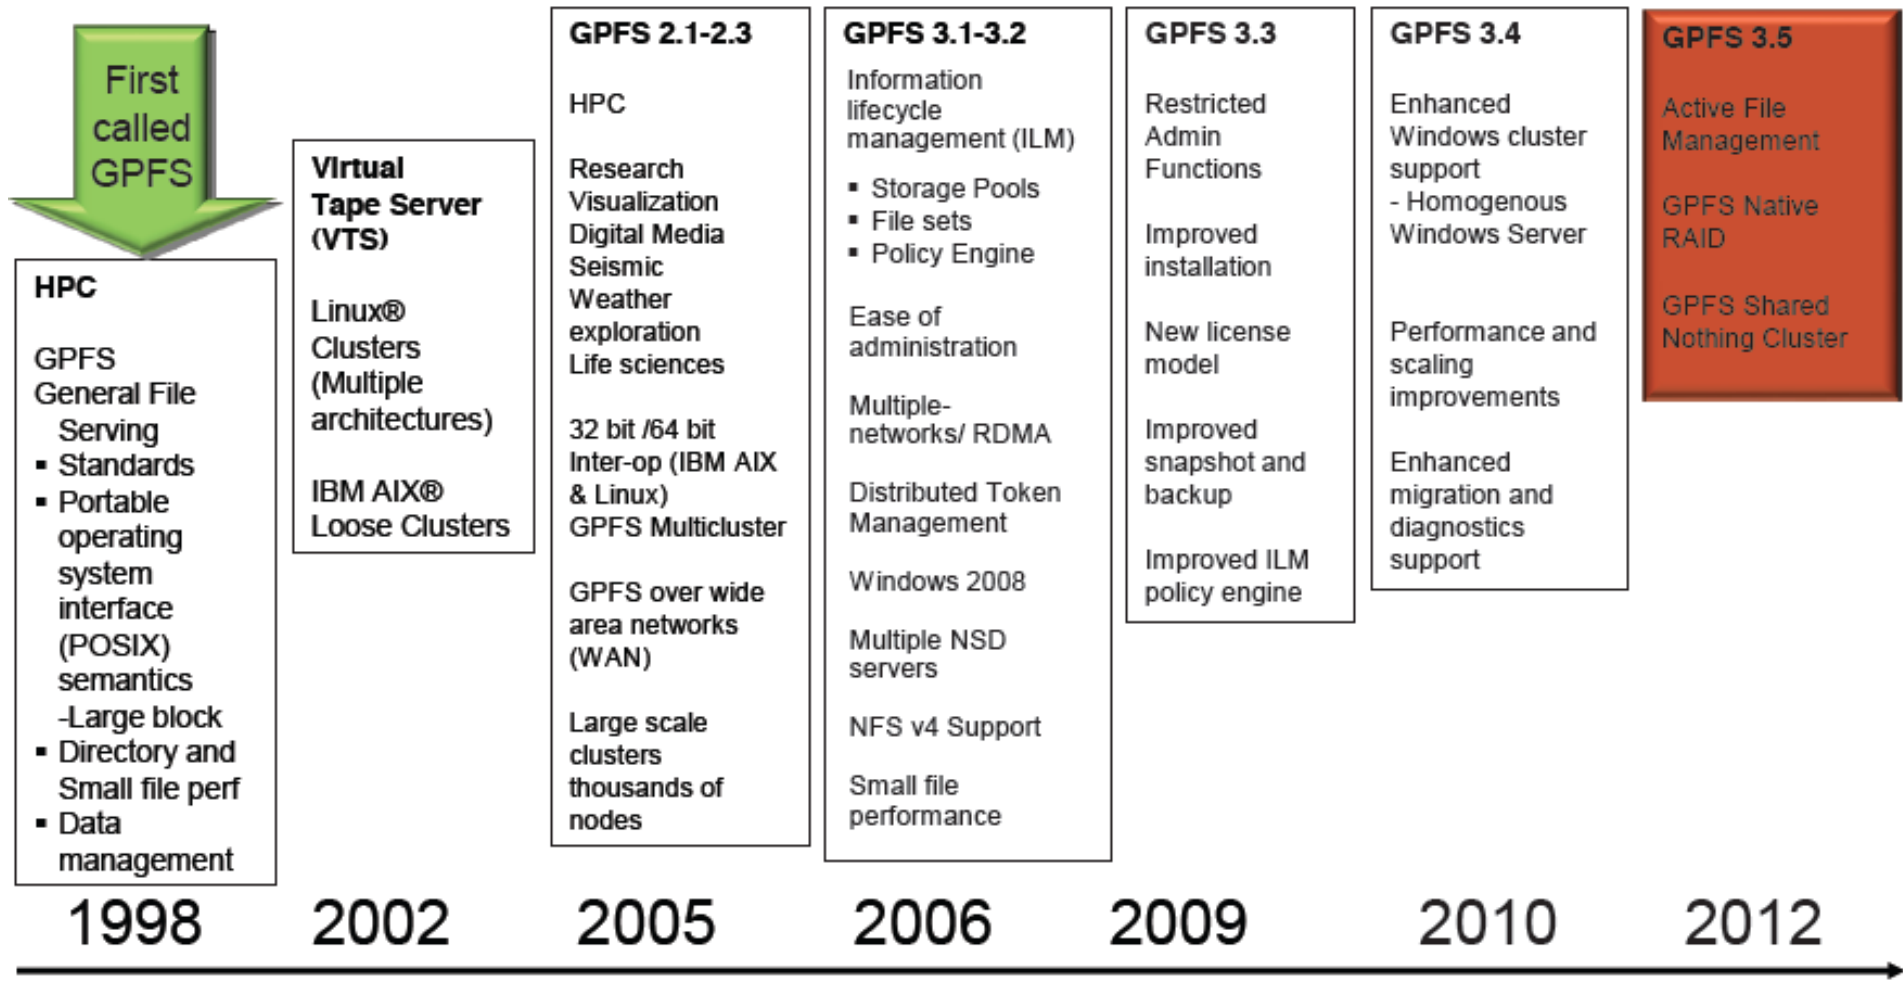 First
called
GPFS
HPC
GPFS
General File
Serving
▪ Standards
▪ Portable
operating
system
interface
(POSIX)
semantics
-Large block
▪ Directory and
Small file perf
▪ Data
management
1998
VIrtual
Tape Server
(VTS)
Linux®
Clusters
(Multiple
architectures)
IBM AIX®
Loose Clusters
2002
GPFS 2.1-2.3
HPC
Research
Visualization
Digital Media
Seismic
Weather
exploration
Life sciences
32 bit /64 bit
Inter-op (IBM AIX
& Linux)
GPFS Multicluster
GPFS over wide
area networks
(WAN)
Large scale
clusters
thousands of
nodes
2005
GPFS 3.1-3.2
Information
lifecycle
management (ILM)
▪ Storage Pools
▪ File sets
▪ Policy Engine
Ease of
administration
Multiple-
networks/ RDMA
Distributed Token
Management
Windows 2008
Multiple NSD
servers
NFS v4 Support
Small file
performance
2006
GPFS 3.3
Restricted
Admin
Functions
Improved
installation
New license
model
Improved
snapshot and
backup
Improved ILM
policy engine
2009
GPFS 3.4
Enhanced
Windows cluster
support
- Homogenous
Windows Server
Performance and
scaling
improvements
Enhanced
migration and
diagnostics
support
2010
GPFS 3.5
Active File
Management
GPFS Native
RAID
GPFS Shared
Nothing Cluster
2012